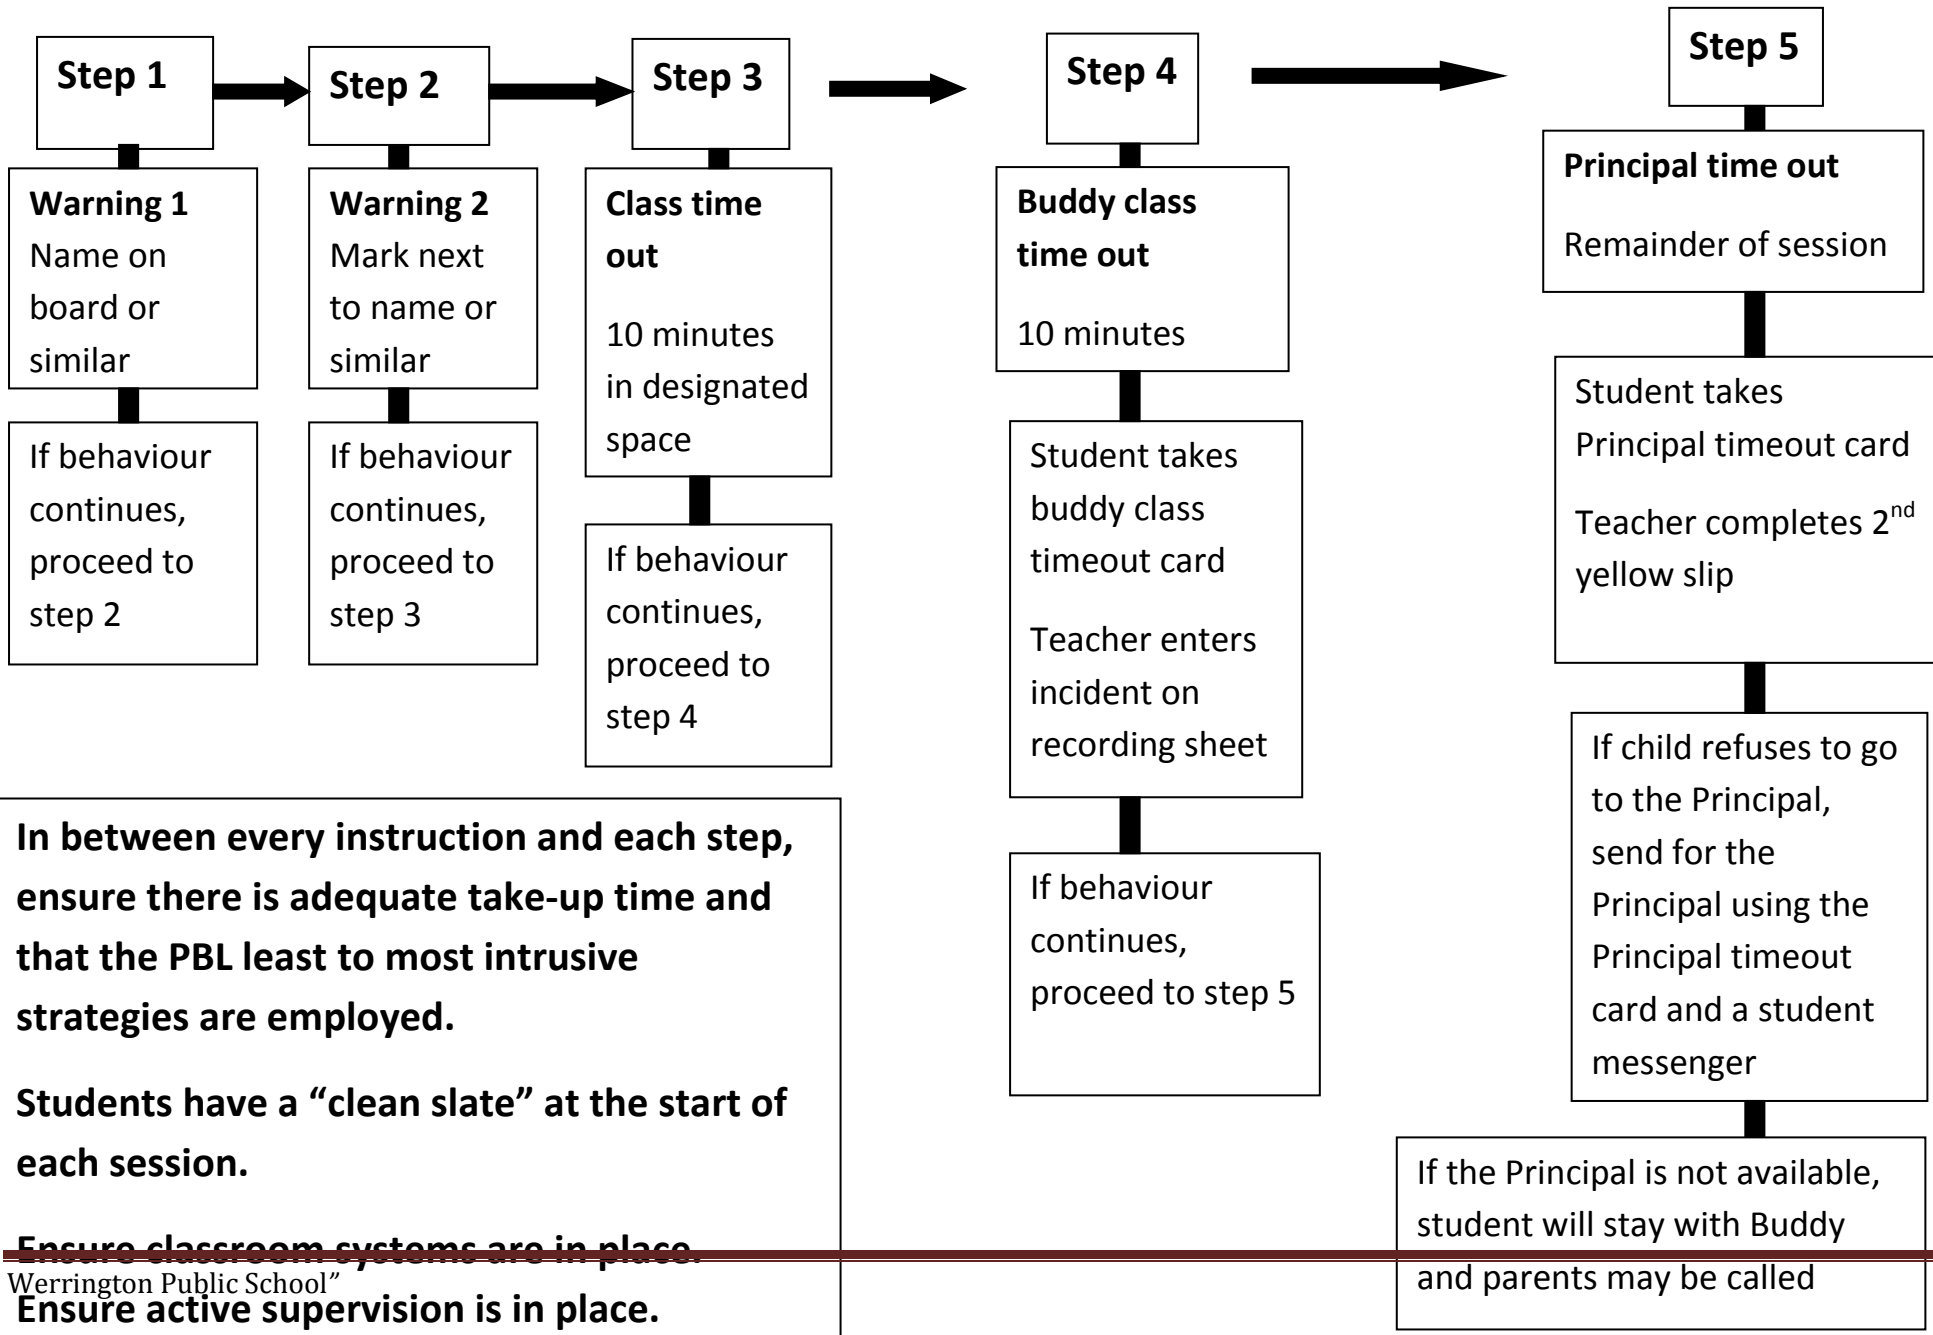 Step 1
Warning 1
Name on
board or
similar
If behaviour
continues,
proceed to
step 2
Step 2
Warning 2
Mark next
to name or
similar
If behaviour
continues,
proceed to
step 3
Step 3
Class time
out
10 minutes
in designated
space
If behaviour
continues,
proceed to
step 4
Step 4
Buddy class
time out
10 minutes
Student takes
buddy class
timeout card
Teacher enters
incident on
recording sheet
If behaviour
continues,
proceed to step 5
Step 5
Principal time out
Remainder of session
Student takes
Principal timeout card
Teacher completes 2nd
yellow slip
If child refuses to go
to the Principal,
send for the
Principal using the
Principal timeout
card and a student
messenger
If the Principal is not available,
student will stay with Buddy
and parents may be called
In between every instruction and each step,
ensure there is adequate take-up time and
that the PBL least to most intrusive
strategies are employed.
Students have a “clean slate” at the start of
each session.
Ensure classroom systems are in place.
Werrington Public School”
Ensure active supervision is in place.